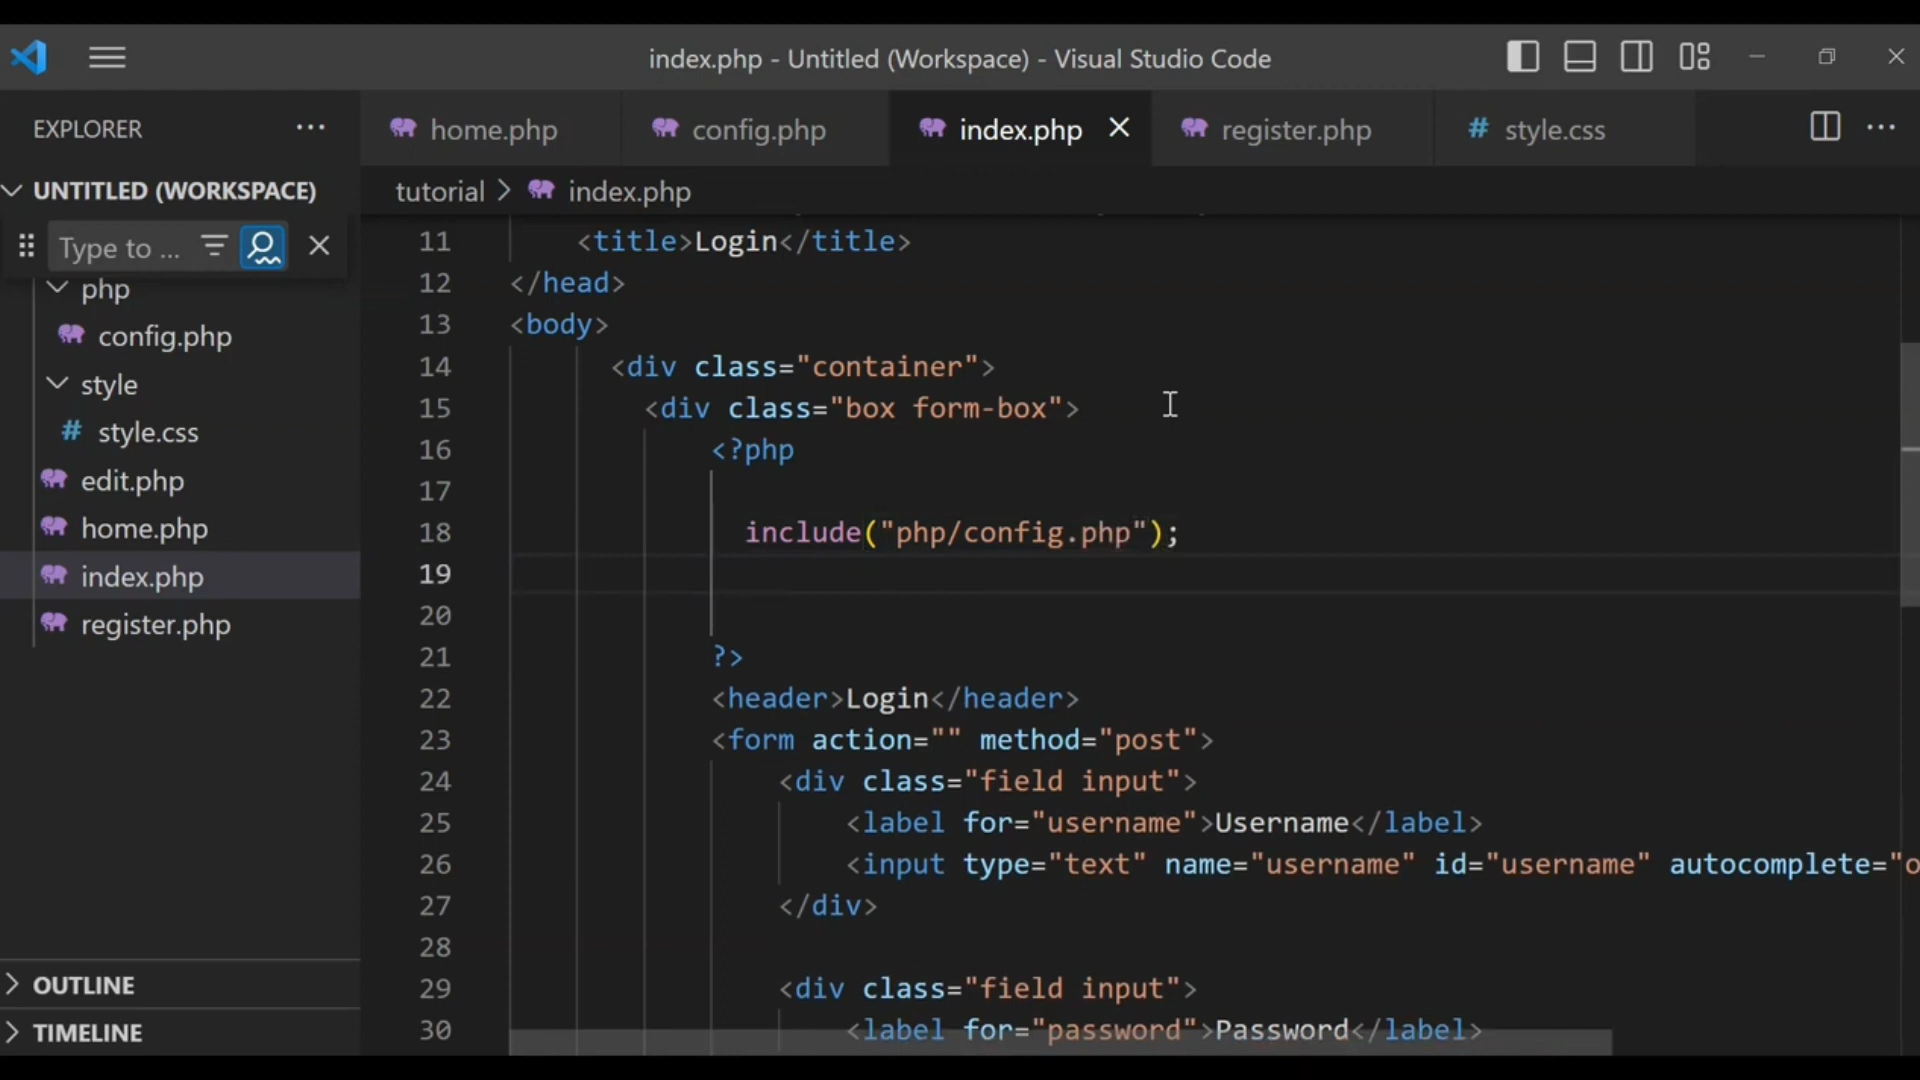 index.php - Untitled (Workspace) - Visual Studio Code
EXPLORER
home.php
config.php
index.php
register.php
# style.css
UNTITLED (WORKSPACE)
Type to ...
php
config.php
style
# style.css
edit.php
home.php
index.php
register.php
OUTLINE
TIMELINE
tutorial > index.php
11 <title>Login</title>
12 </head>
13 <body>
14 <div class="container">
15 <div class="box form-box">
16 <?php
17
18 include("php/config.php");
19
20
21 ?>
22 <header>Login</header>
23 <form action="" method="post">
24 <div class="field input">
25 <label for="username">Username</label>
26 <input type="text" name="username" id="username" autocomplete="o
27 </div>
28
29 <div class="field input">
30 <label for="password">Password</label>